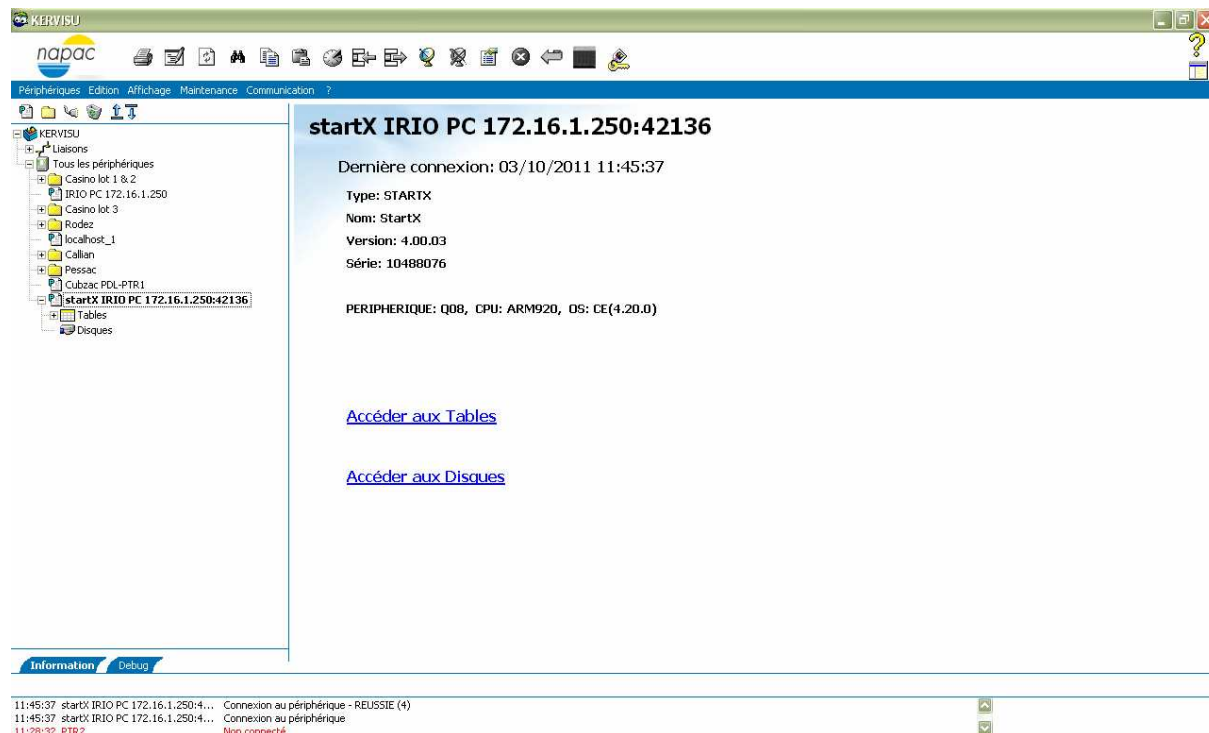 KERVISU
napac
Périphériques Edition Affichage Maintenance Communication ?
KERVISU
Liaisons
Tous les périphériques
Casino lot 1 & 2
IRIO PC 172.16.1.250
Casino lot 3
Rodez
localhost_1
Callian
Pessac
Cubzac PDL-PTR1
startX IRIO PC 172.16.1.250:42136
Tables
Disques
startX IRIO PC 172.16.1.250:42136
Dernière connexion: 03/10/2011 11:45:37
Type: STARTX
Nom: StartX
Version: 4.00.03
Série: 10488076
PERIPHERIQUE: Q08, CPU: ARM920, OS: CE(4.20.0)
Accéder aux Tables
Accéder aux Disques
Information Debug
11:45:37 startX IRIO PC 172.16.1.250:4... Connexion au périphérique - REUSSIE (4)
11:45:37 startX IRIO PC 172.16.1.250:4... Connexion au périphérique
11:28:32 PTR2 Non connecté